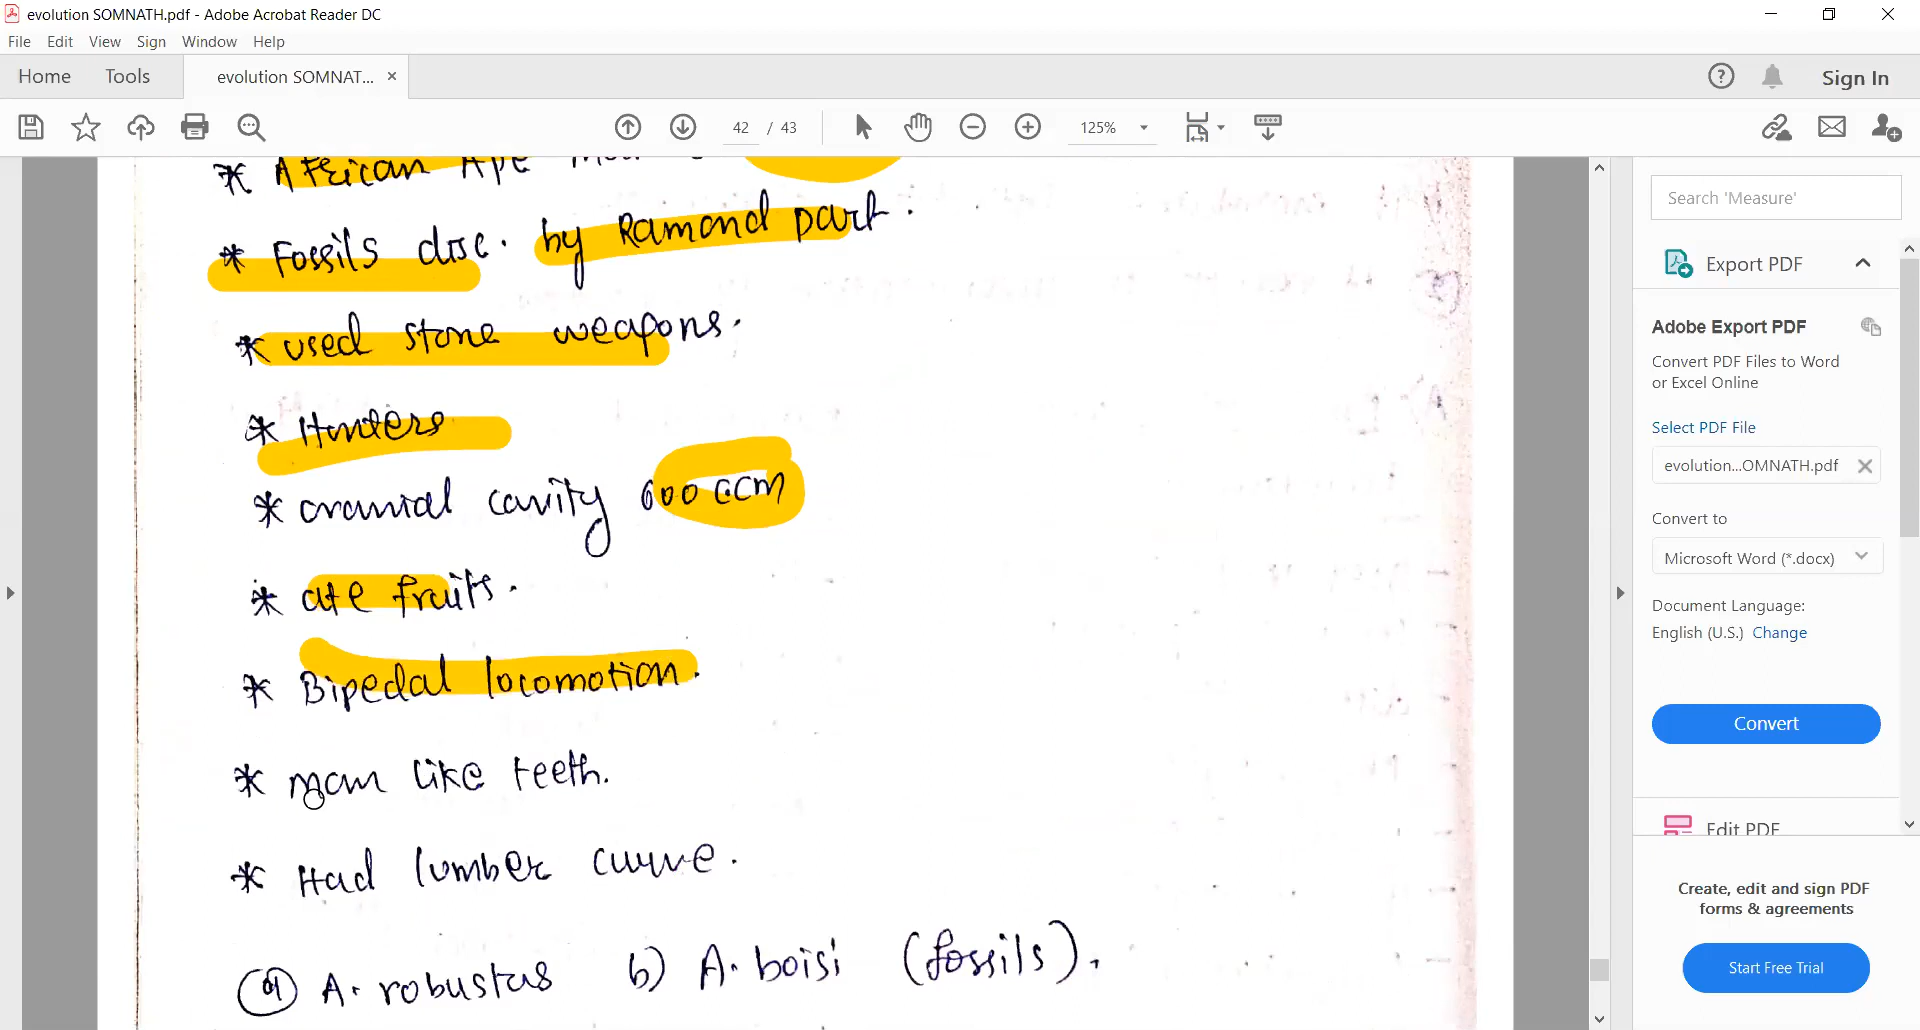 evolution SOMNATH.pdf - Adobe Acrobat Reader DC
File Edit View Sign Window Help
Home Tools evolution SOMNAT... × Sign In
42 / 43 125%
* African Ape
* Fossils disc. by Ramond part.
* used stone weapons.
* Hunters
* cranial cavity 600 CCM
* ate fruits.
* Bipedal locomotion.
* man like teeth.
* Had lumber curve.
a) A. robustus b) A. boisi (fossils).
Search 'Measure'
Export PDF
Adobe Export PDF
Convert PDF Files to Word
or Excel Online
Select PDF File
evolution...OMNATH.pdf
Convert to
Microsoft Word (*.docx)
Document Language:
English (U.S.) Change
Convert
Edit PDF
Create, edit and sign PDF
forms & agreements
Start Free Trial